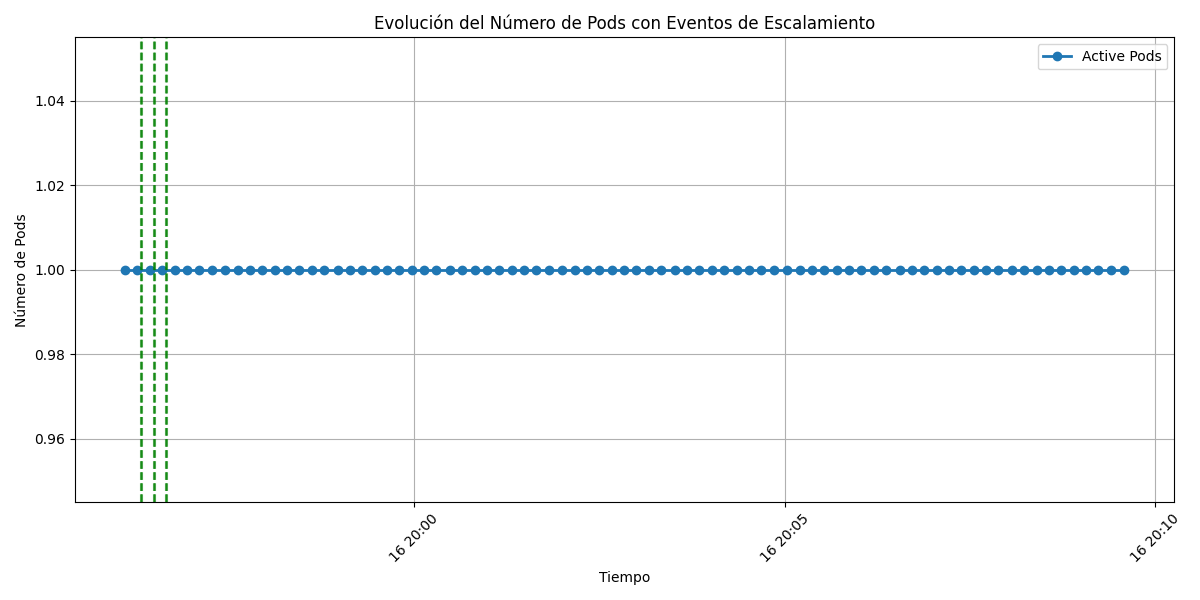 Evolución del Número de Pods con Eventos de Escalamiento
Active Pods
Número de Pods
1.04
1.02
1.00
0.98
0.96
16 20:00
16 20:05
16 20:10
Tiempo